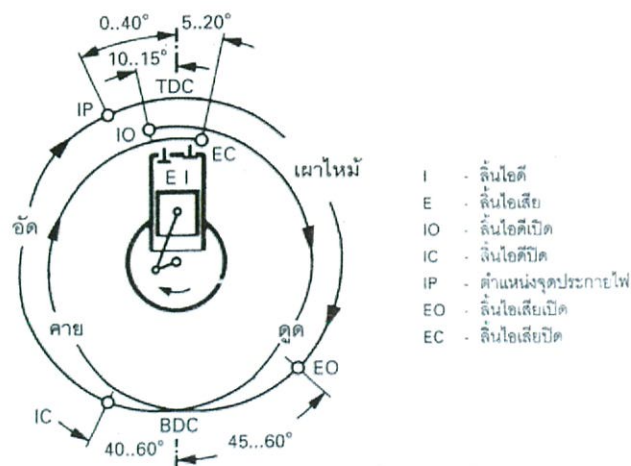 0..40°
5..20°
10..15°
TDC
IP
IO
EC
E I
เผาไหม้
อัด
คาย
ดูด
EO
IC
BDC
40..60°
45..60°
I - ลิ้นไอดี
E - ลิ้นไอเสีย
IO - ลิ้นไอดีเปิด
IC - ลิ้นไอดีปิด
IP - ตำแหน่งจุดประกายไฟ
EO - ลิ้นไอเสียเปิด
EC - ลิ้นไอเสียปิด